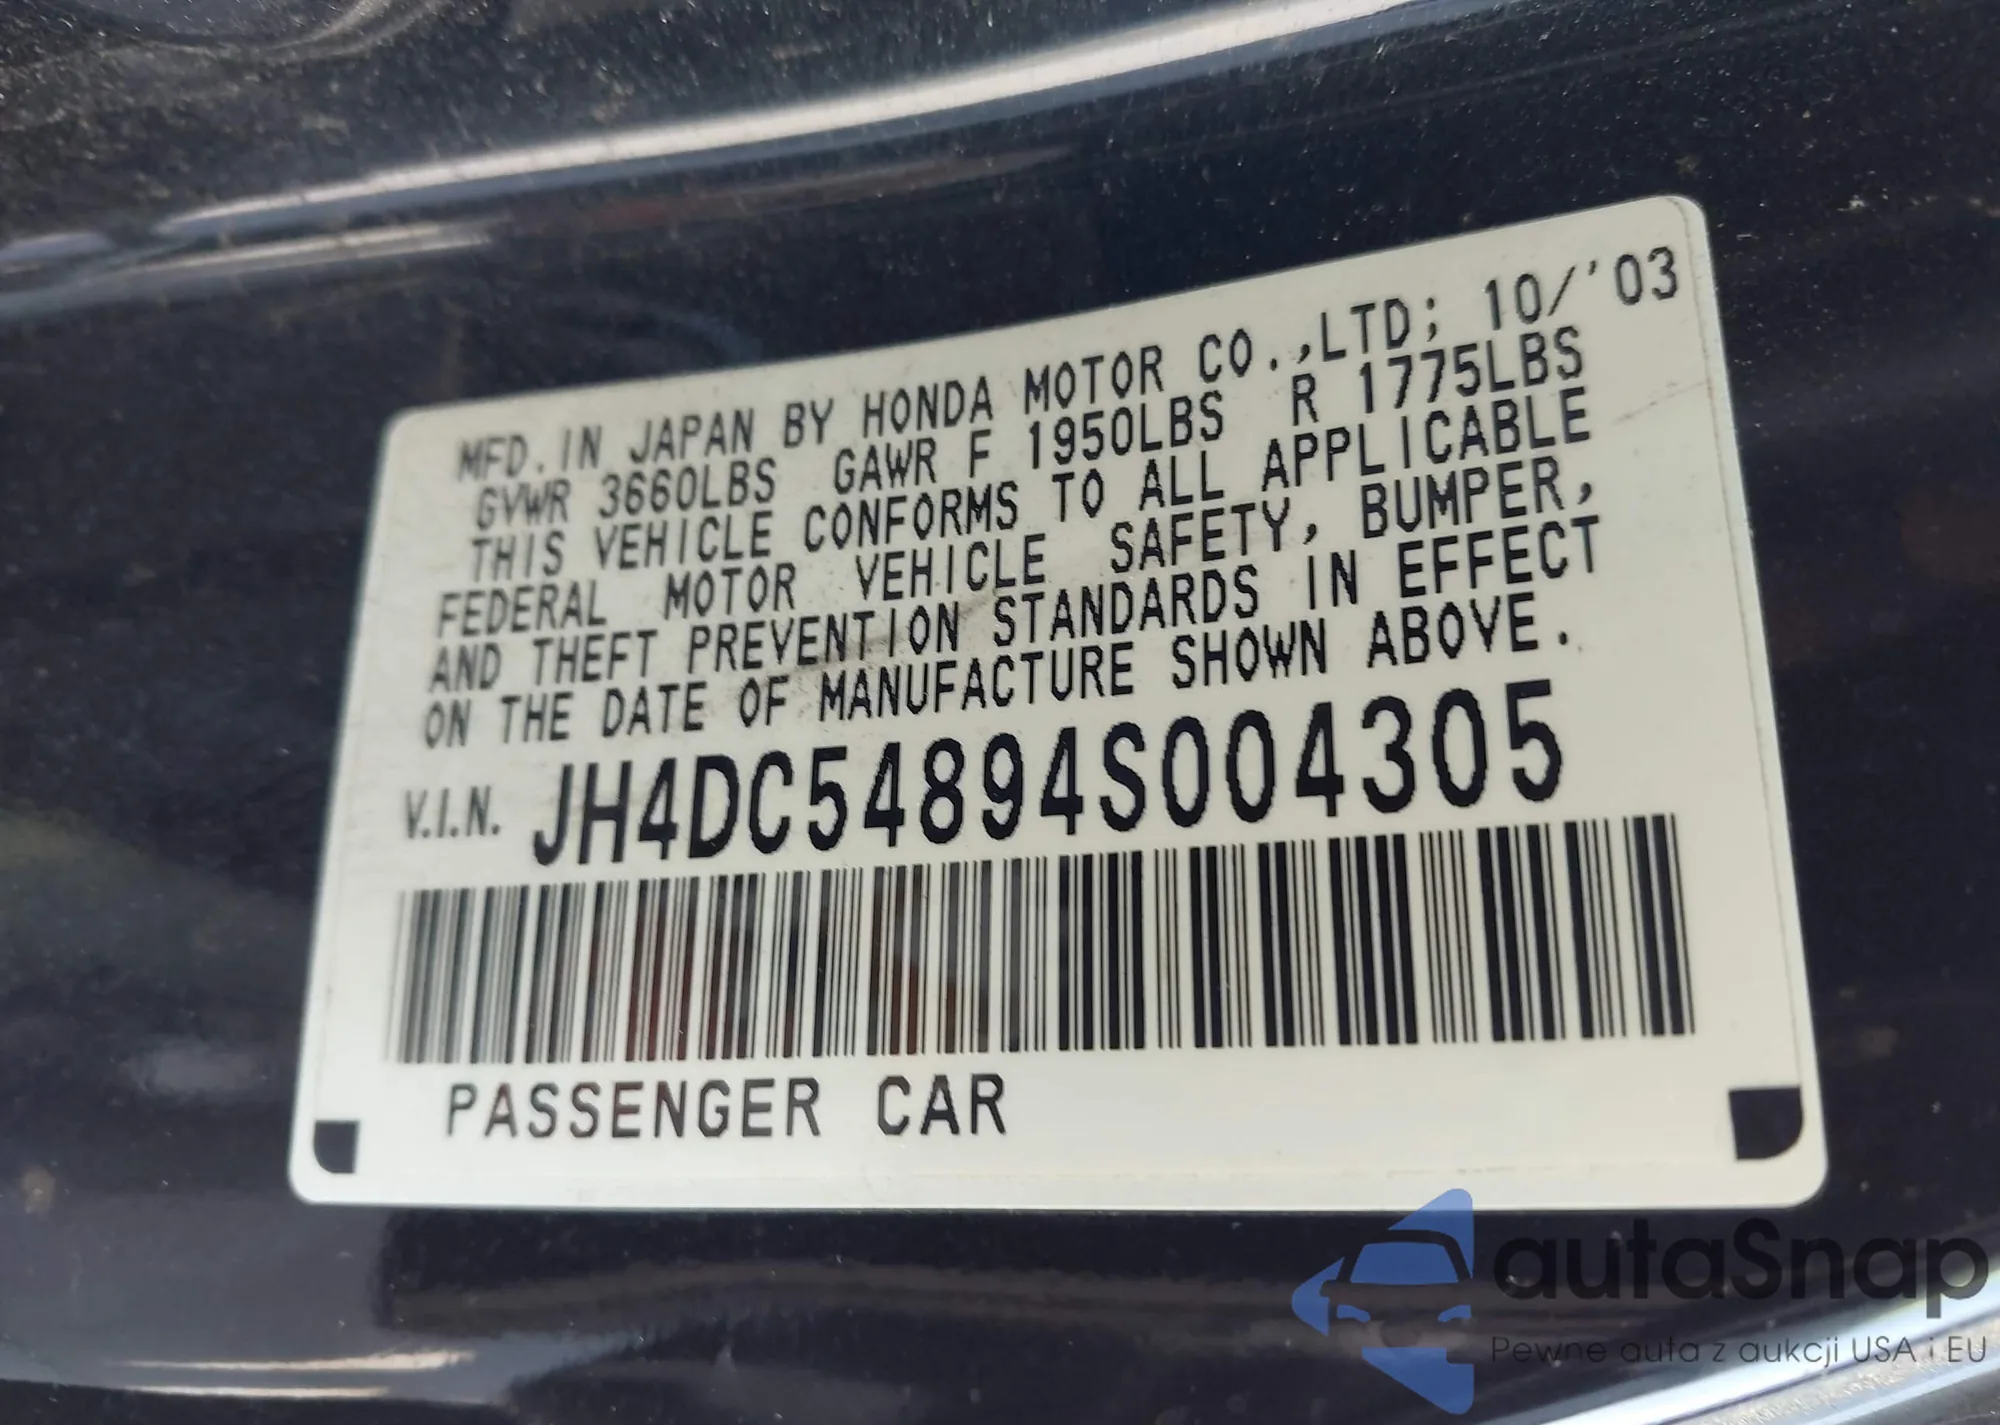 MFD. IN JAPAN BY HONDA MOTOR CO.,LTD; 10/'03
GVWR 3660LBS GAWR F 1950LBS R 1775LBS
THIS VEHICLE CONFORMS TO ALL APPLICABLE
FEDERAL MOTOR VEHICLE SAFETY, BUMPER,
AND THEFT PREVENTION STANDARDS IN EFFECT
ON THE DATE OF MANUFACTURE SHOWN ABOVE.
V.I.N. JH4DC54894S004305
PASSENGER CAR
autaSnap
Pewne auta z aukcji USA i EU